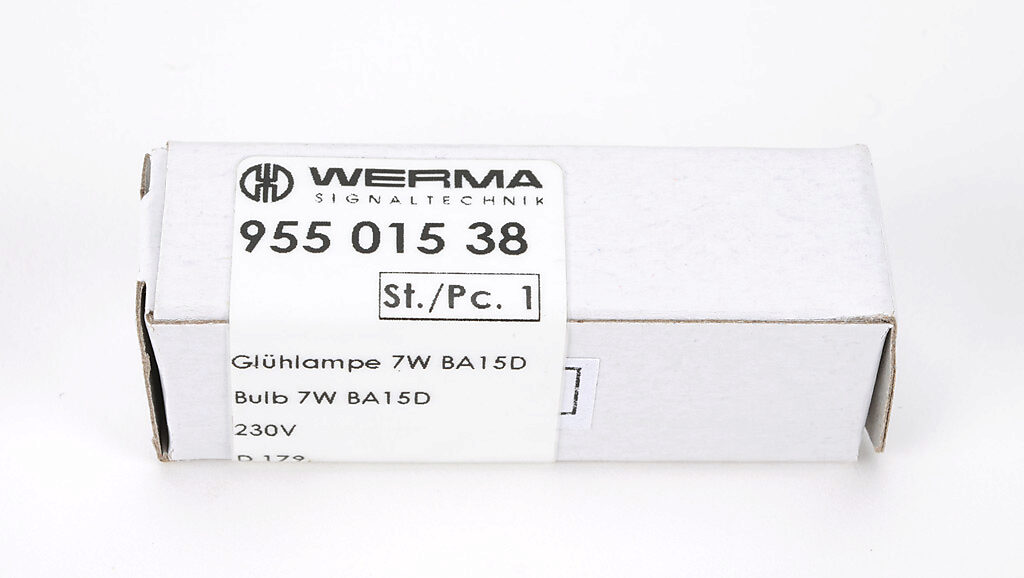 WERMA
SIGNALTECHNIK
955 015 38
St./Pc. 1
Glühlampe 7W BA15D
Bulb 7W BA15D
230V